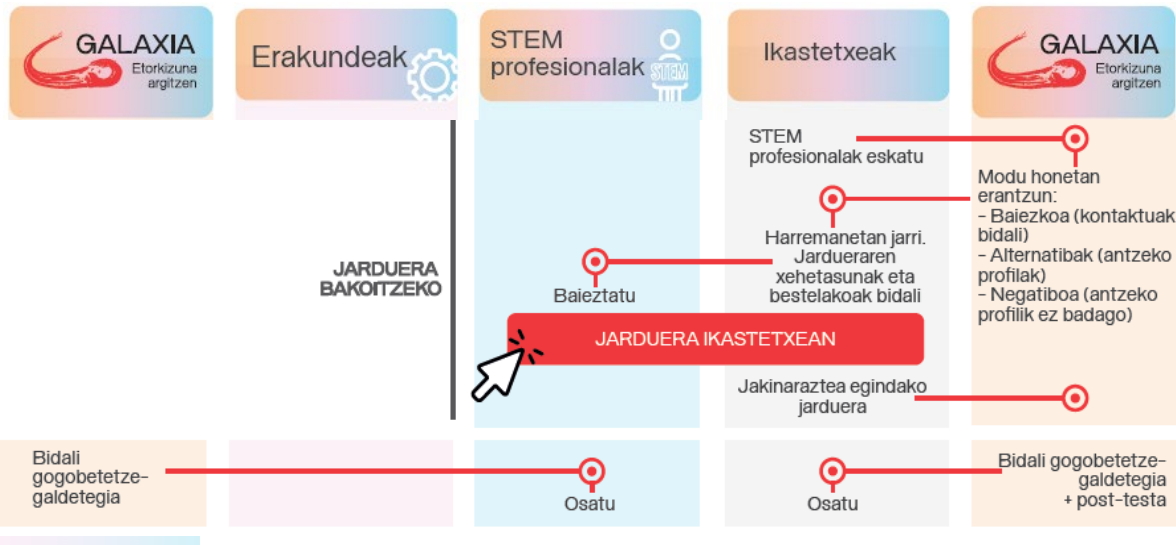 GALAXIA
Etorkizuna
argitzen
Erakundeak
STEM
profesionalak
STEM
Ikastetxeak
GALAXIA
Etorkizuna
argitzen
STEM
profesionalak eskatu
Modu honetan
erantzun:
- Baiezkoa (kontaktuak
bidali)
- Alternatibak (antzeko
profilak)
- Negatiboa (antzeko
profilik ez badago)
Harremanetan jarri.
Jardueraren
xehetasunak eta
bestelakoak bidali
JARDUERA
BAKOITZEKO
Baieztatu
JARDUERA IKASTETXEAN
Jakinaraztea egindako
jarduera
Bidali
gogobetetze-
galdetegia
Osatu
Osatu
Bidali gogobetetze-
galdetegia
+ post-testa